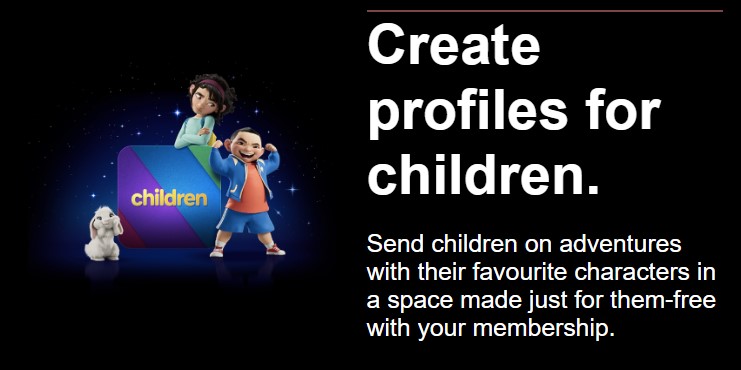 Create
profiles for
children.
children
Send children on adventures
with their favourite characters in
a space made just for them-free
with your membership.